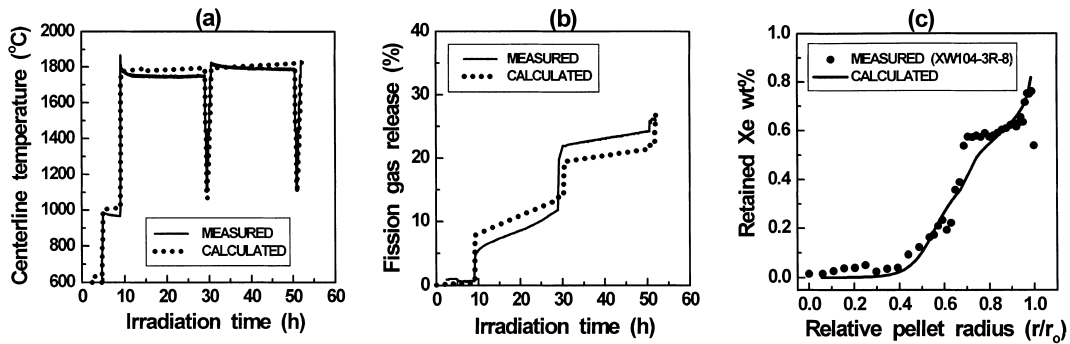 (a)
Centerline temperature (°C)
2000
1800
1600
1400
1200
1000
800
600
MEASURED
CALCULATED
0 10 20 30 40 50 60
Irradiation time (h)
(b)
Fission gas release (%)
40
30
20
10
0
MEASURED
CALCULATED
0 10 20 30 40 50 60
Irradiation time (h)
(c)
Retained Xe wt%
1.0
0.8
0.6
0.4
0.2
0.0
MEASURED (XW104-3R-8)
CALCULATED
0.0 0.2 0.4 0.6 0.8 1.0
Relative pellet radius (r/ro)